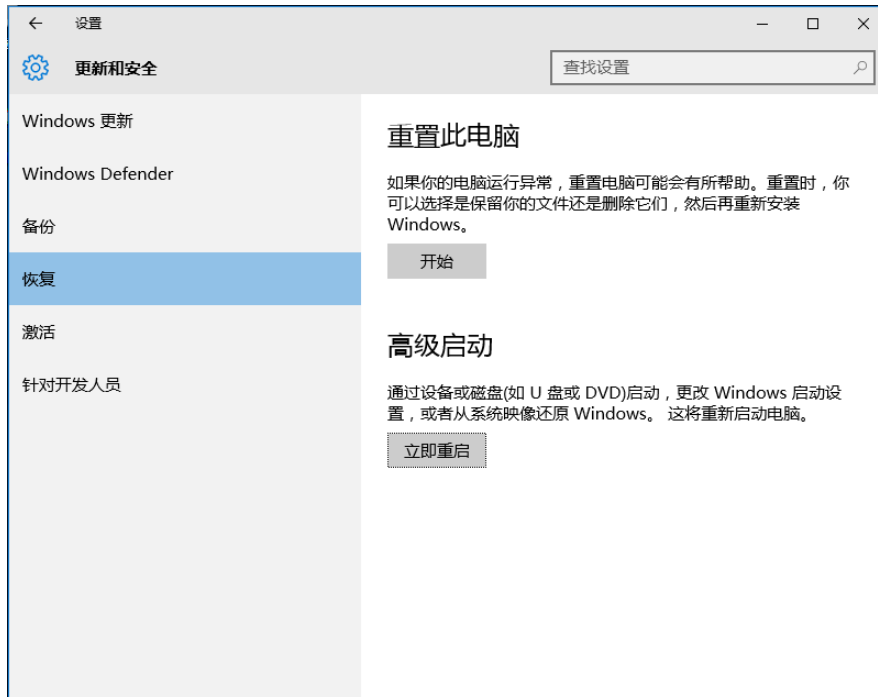 设置
更新和安全
查找设置
Windows 更新
Windows Defender
备份
恢复
激活
针对开发人员
重置此电脑
如果你的电脑运行异常，重置电脑可能会有所帮助。重置时，你
可以选择是保留你的文件还是删除它们，然后再重新安装
Windows。
开始
高级启动
通过设备或磁盘(如 U 盘或 DVD)启动，更改 Windows 启动设
置，或者从系统映像还原 Windows。 这将重新启动电脑。
立即重启